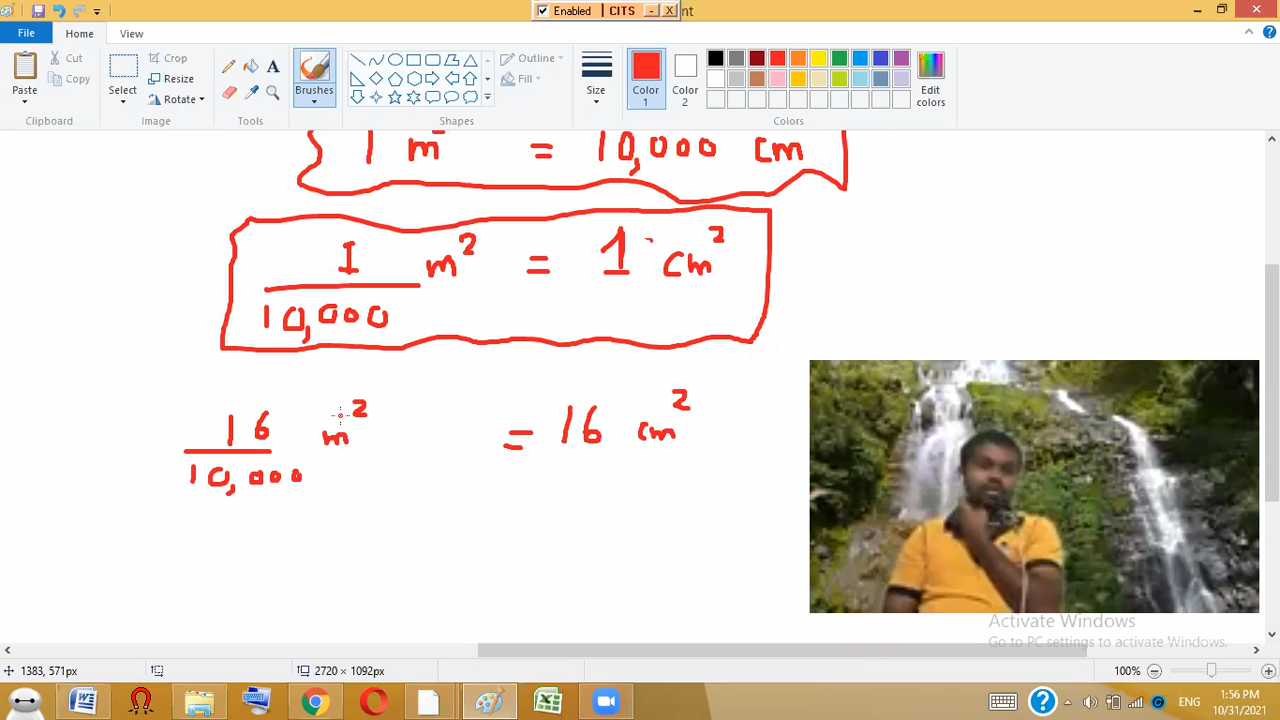 Enabled | CITS - X nt
File Home View
Cut
Copy
Paste
Clipboard
Select
Resize
Rotate
Image
Tools
Brushes
Outline
Fill
Shapes
Size
Color 1
Color 2
Edit colors
Colors
1 m² = 10,000 cm
1/10,000 m² = 1 cm²
16/10,000 m² = 16 cm²
Activate Windows
Go to PC settings to activate Windows.
1383, 571px
2720 × 1092px
100%
ENG
1:56 PM
10/31/2021